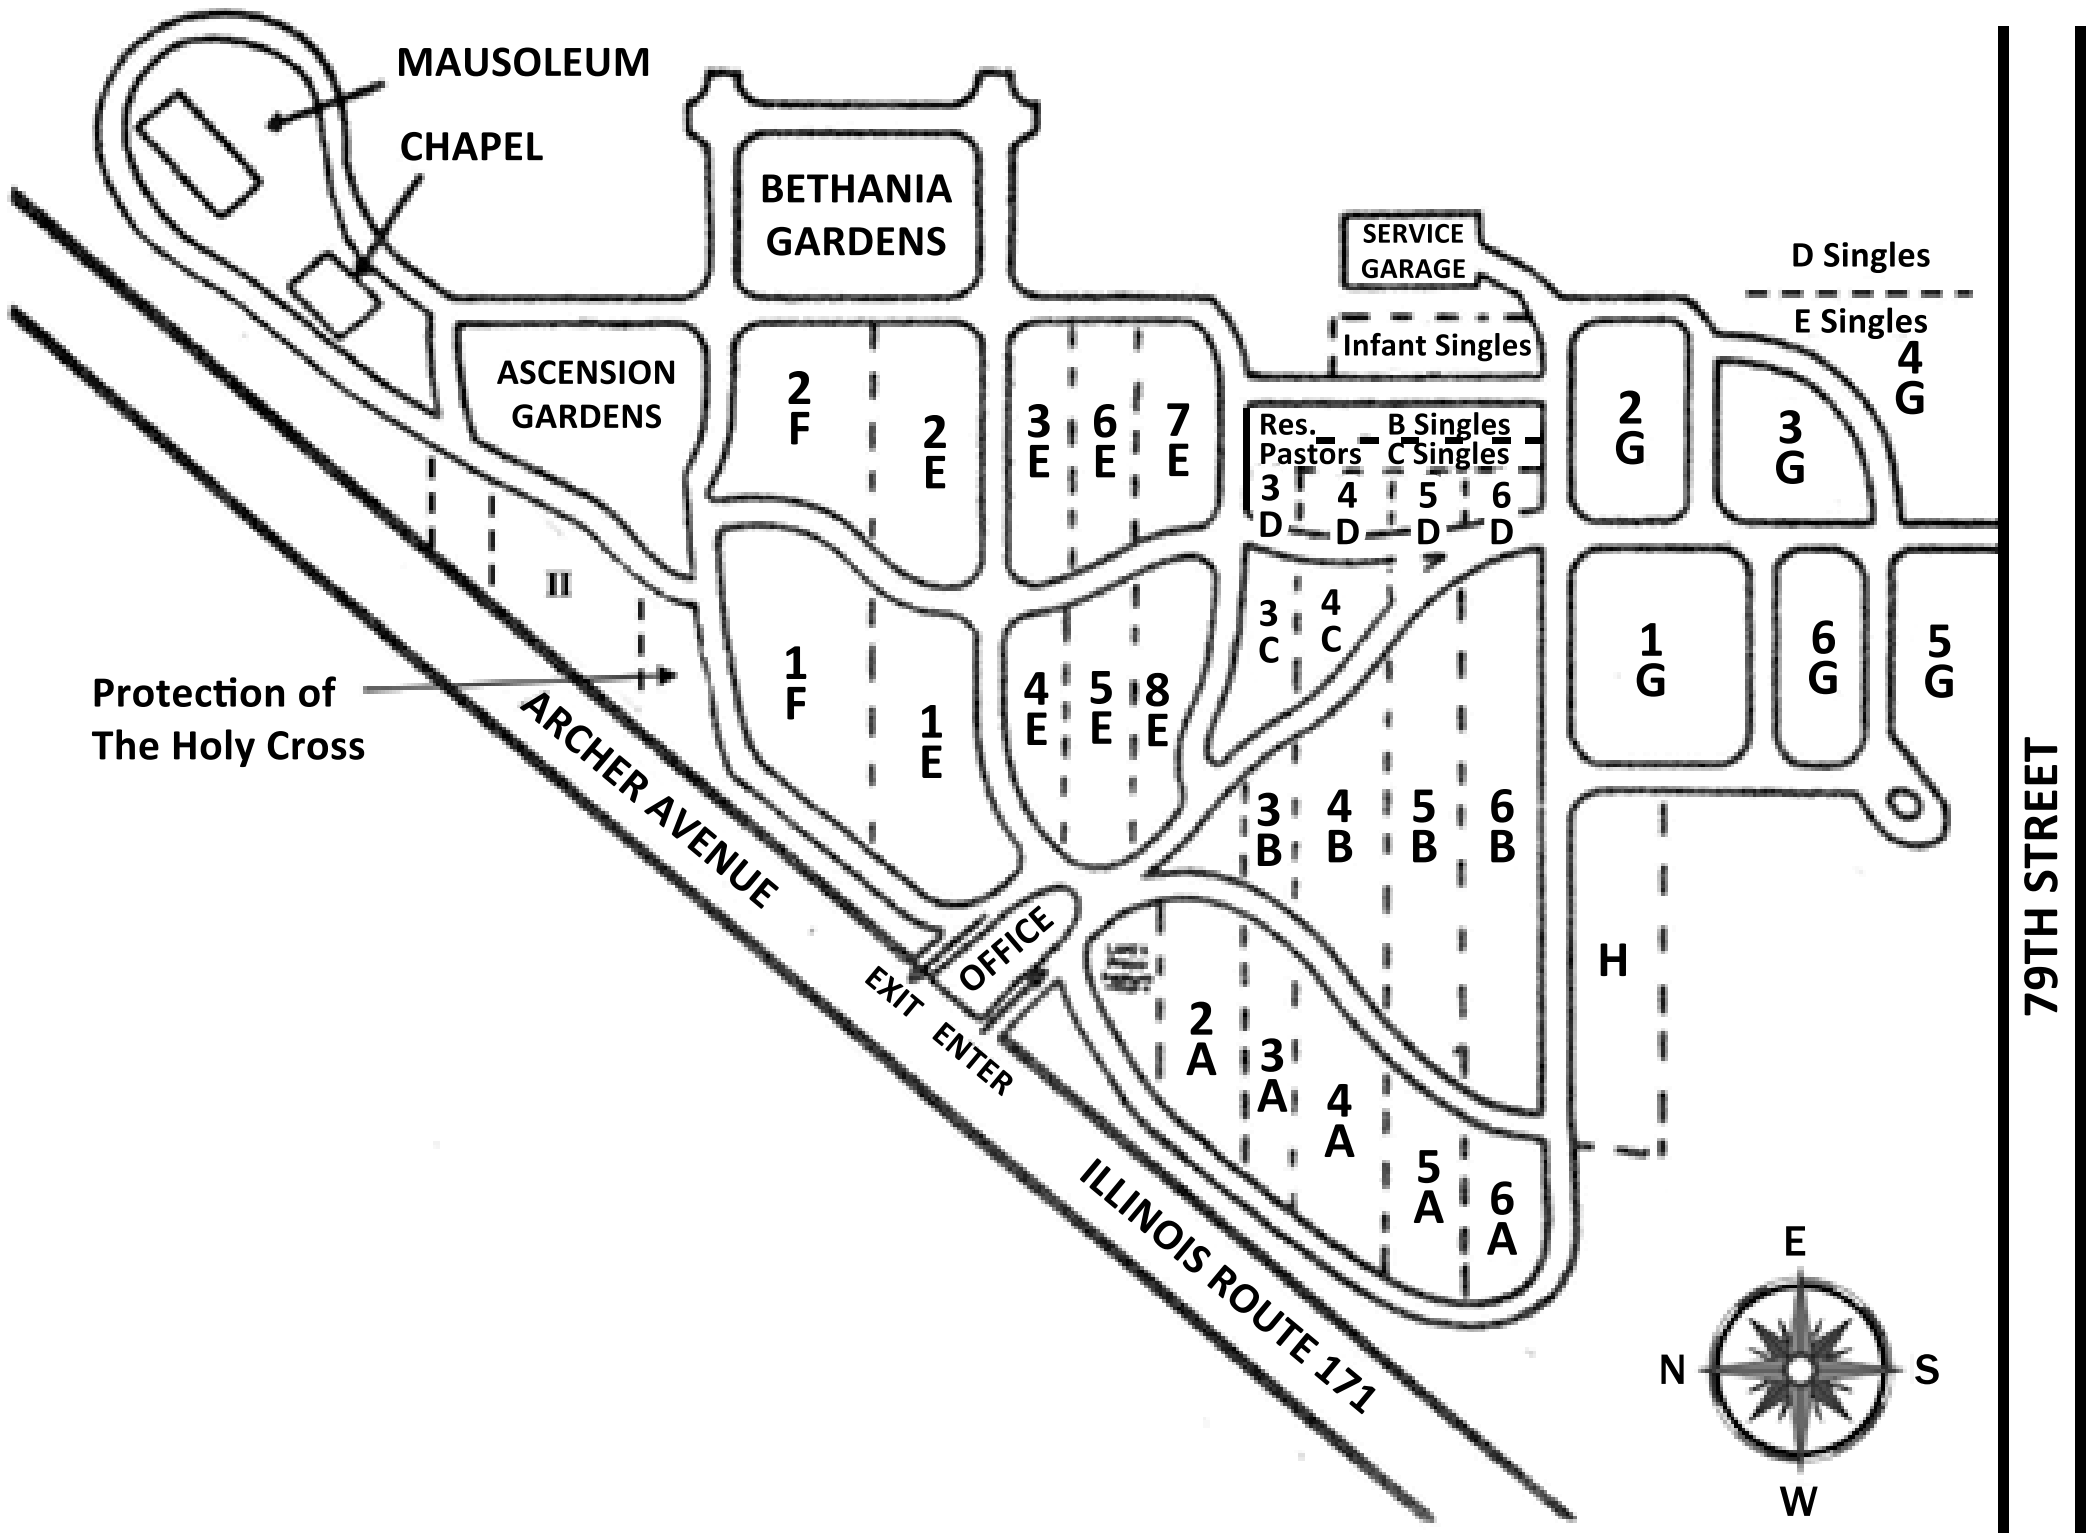 MAUSOLEUM
CHAPEL
BETHANIA
GARDENS
SERVICE
GARAGE
D Singles
E Singles
4
G
Infant Singles
ASCENSION
GARDENS
2
F
2
E
3
E
6
E
7
E
Res.
Pastors
B Singles
C Singles
3
D
4
D
5
D
6
D
2
G
3
G
II
1
F
1
E
4
E
5
E
8
E
3
C
4
C
1
G
6
G
5
G
Protection of
The Holy Cross
ARCHER AVENUE
3
B
4
B
5
B
6
B
79TH STREET
OFFICE
EXIT
ENTER
H
2
A
3
A
4
A
5
A
6
A
ILLINOIS ROUTE 171
E
N
S
W